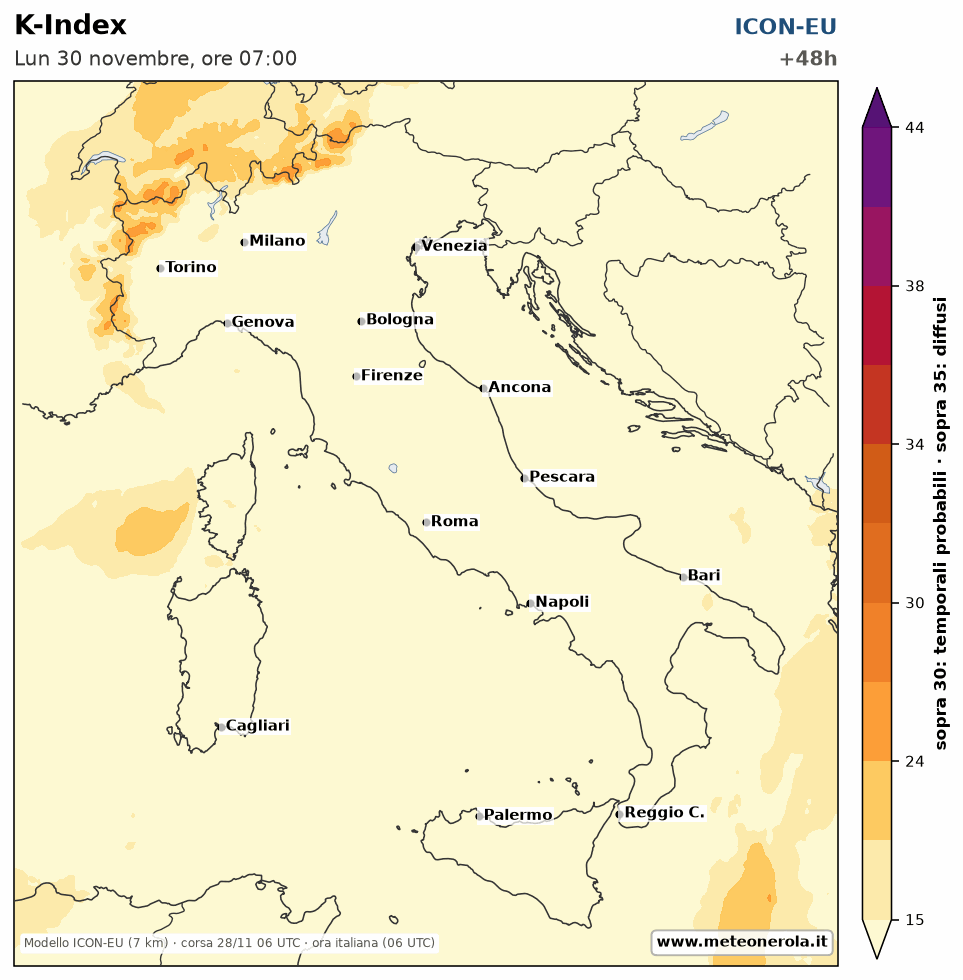 K-Index
ICON-EU
Lun 30 novembre, ore 07:00
+48h
44
38
34
30
24
15
sopra 30: temporali probabili · sopra 35: diffusi
Milano
Venezia
Torino
Genova
Bologna
Firenze
Ancona
Pescara
Roma
Bari
Napoli
Cagliari
Palermo
Reggio C.
Modello ICON-EU (7 km) · corsa 28/11 06 UTC · ora italiana (06 UTC)
www.meteonerola.it